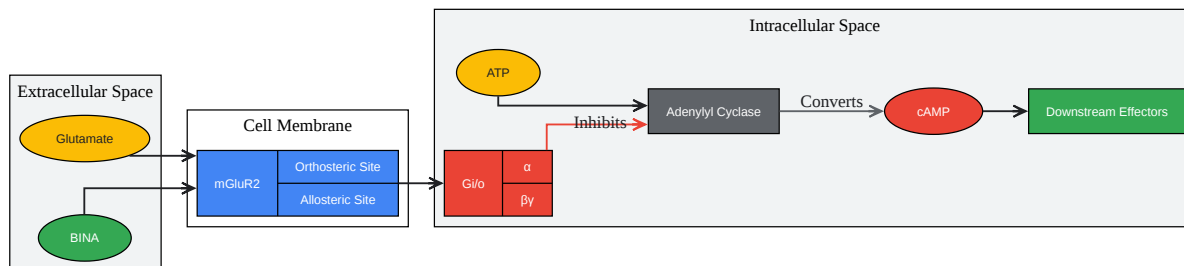 Extracellular Space
Glutamate
BINA
Cell Membrane
mGluR2
Orthosteric Site
Allosteric Site
Intracellular Space
ATP
Inhibits
Gi/o
α
βγ
Adenylyl Cyclase
Converts
cAMP
Downstream Effectors